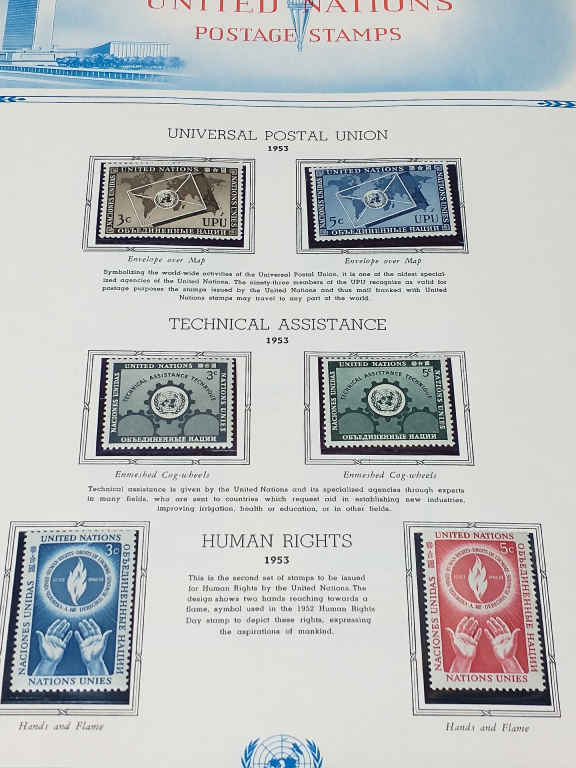 UNITED NATIONS
POSTAGE STAMPS
UNIVERSAL POSTAL UNION
1953
UNITED NATIONS
NACIONES UNIDAS
3c
UPU
NATIONS UNIES
ОБЪЕДИНЕННЫЕ НАЦИИ
UNITED NATIONS
NACIONES UNIDAS
5c
UPU
NATIONS UNIES
ОБЪЕДИНЕННЫЕ НАЦИИ
Envelope over Map
Envelope over Map
Symbolizing the world-wide activities of the Universal Postal Union, it is one of the oldest special-
ized agencies of the United Nations. The ninety-three members of the UPU recognize as valid for
postage purposes the stamps issued by the United Nations and thus mail franked with United
Nations stamps may travel to any part of the world.
TECHNICAL ASSISTANCE
1953
UNITED NATIONS
3c
TECHNICAL ASSISTANCE TECHNIQUE
NACIONES UNIDAS
NATIONS UNIES
ОБЪЕДИНЕННЫЕ НАЦИИ
UNITED NATIONS
5c
TECHNICAL ASSISTANCE TECHNIQUE
NACIONES UNIDAS
NATIONS UNIES
ОБЪЕДИНЕННЫЕ НАЦИИ
Enmeshed Cog-wheels
Enmeshed Cog-wheels
Technical assistance is given by the United Nations and its specialized agencies through experts
in many fields, who are sent to countries which request aid in establishing new industries,
improving irrigation, health or education, or in other fields.
HUMAN RIGHTS
1953
This is the second set of stamps to be issued
for Human Rights by the United Nations. The
design shows two hands reaching towards a
flame, symbol used in the 1952 Human Rights
Day stamp to depict these rights, expressing
the aspirations of mankind.
UNITED NATIONS
3c
NACIONES UNIDAS
ОБЪЕДИНЕННЫЕ НАЦИИ
NATIONS UNIES
UNITED NATIONS
5c
NACIONES UNIDAS
ОБЪЕДИНЕННЫЕ НАЦИИ
NATIONS UNIES
Hands and Flame
Hands and Flame